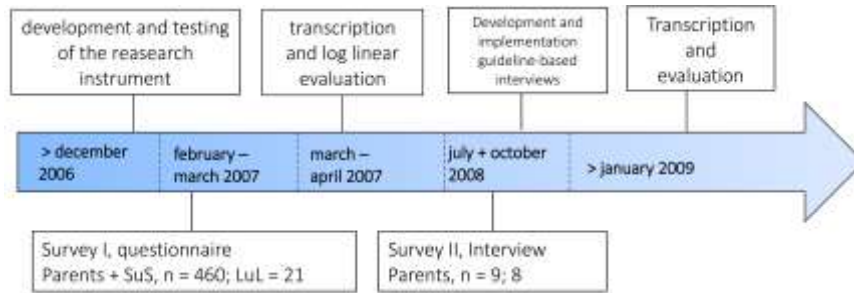 development and testing
of the reasearch
instrument
transcription
and log linear
evaluation
Development and
implementation
guideline-based
interviews
Transcription
and
evaluation
> december
2006
february –
march 2007
march –
april 2007
july + october
2008
> january 2009
Survey I, questionnaire
Parents + SuS, n = 460; LuL = 21
Survey II, Interview
Parents, n = 9; 8